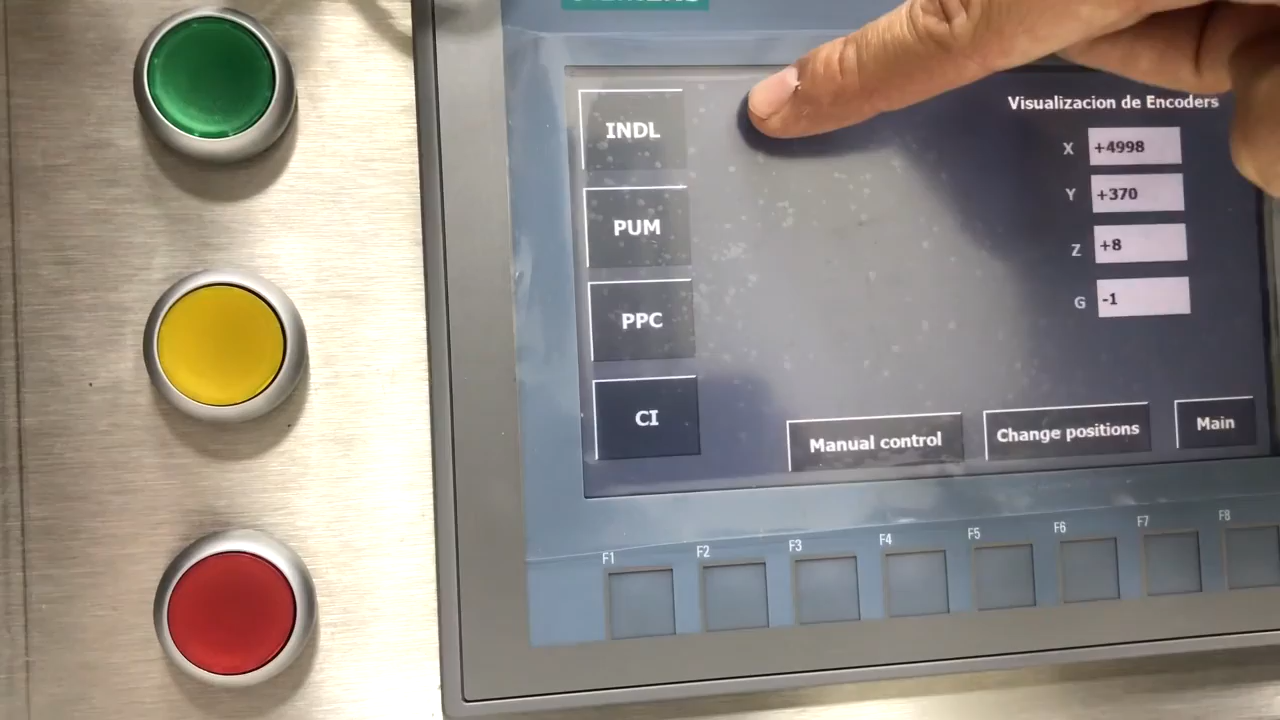 SIEMENS
INDL
PUM
PPC
CI
Visualizacion de Encoders
X +4998
Y +370
Z +8
G -1
Manual control
Change positions
Main
F1 F2 F3 F4 F5 F6 F7 F8